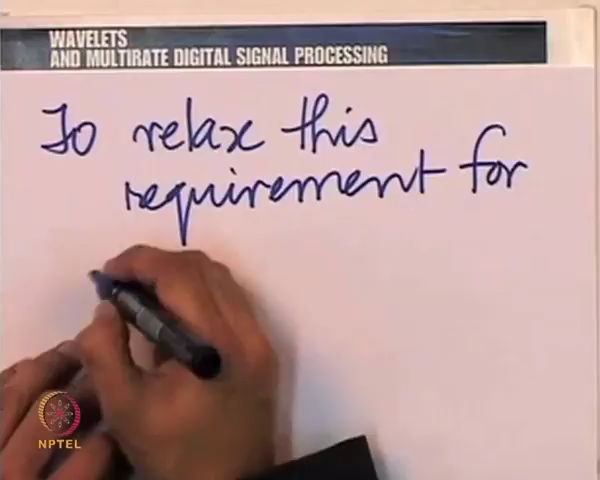 WAVELETS
AND MULTIRATE DIGITAL SIGNAL PROCESSING
To relax this
requirement for
NPTEL